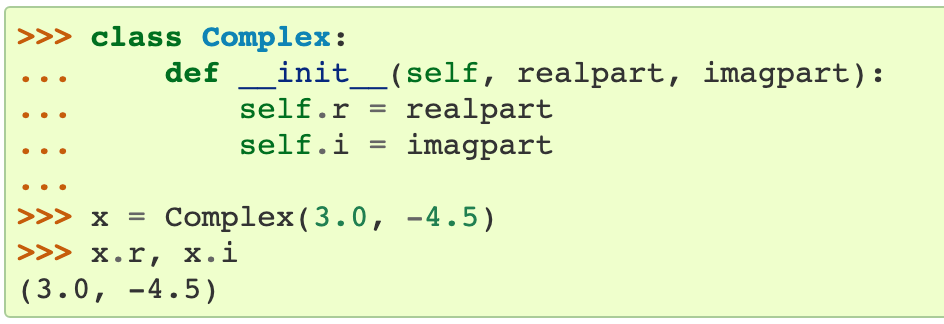 >>> class Complex:
...     def __init__(self, realpart, imagpart):
...         self.r = realpart
...         self.i = imagpart
...
>>> x = Complex(3.0, -4.5)
>>> x.r, x.i
(3.0, -4.5)